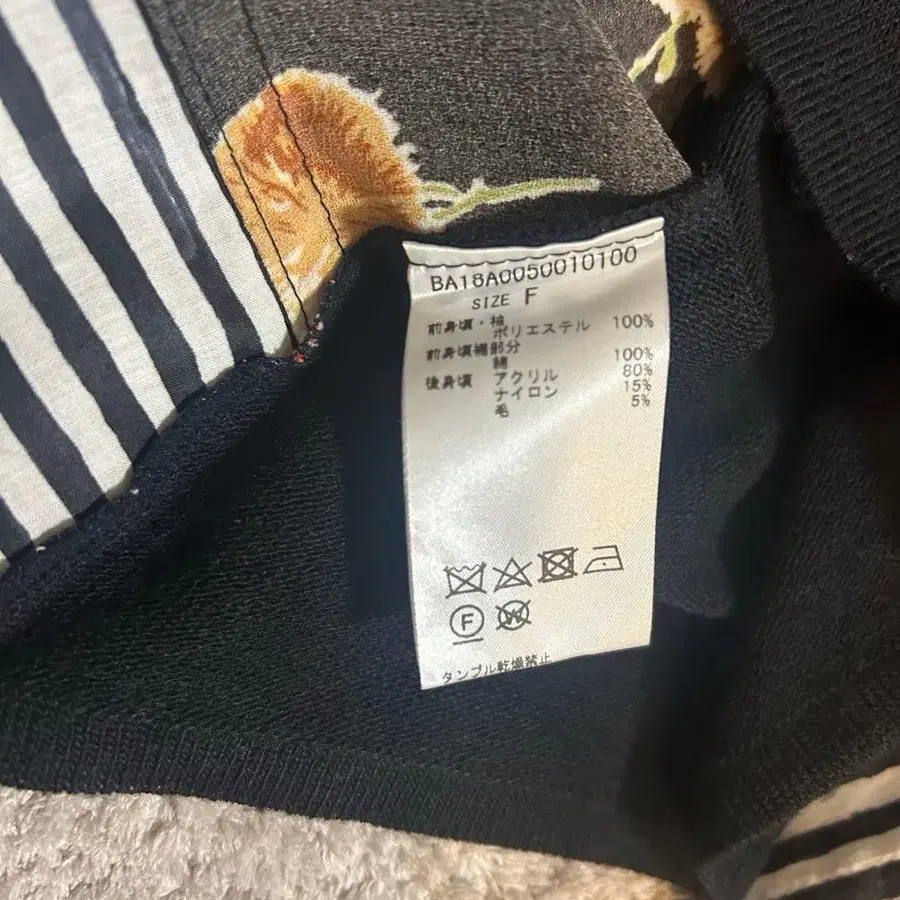 BA18A0050010100
SIZE F
前身頃・袖
ポリエステル 100%
前身頃裾部分
綿 100%
後身頃 アクリル 80%
ナイロン 15%
毛 5%
F
W
タンブル乾燥禁止